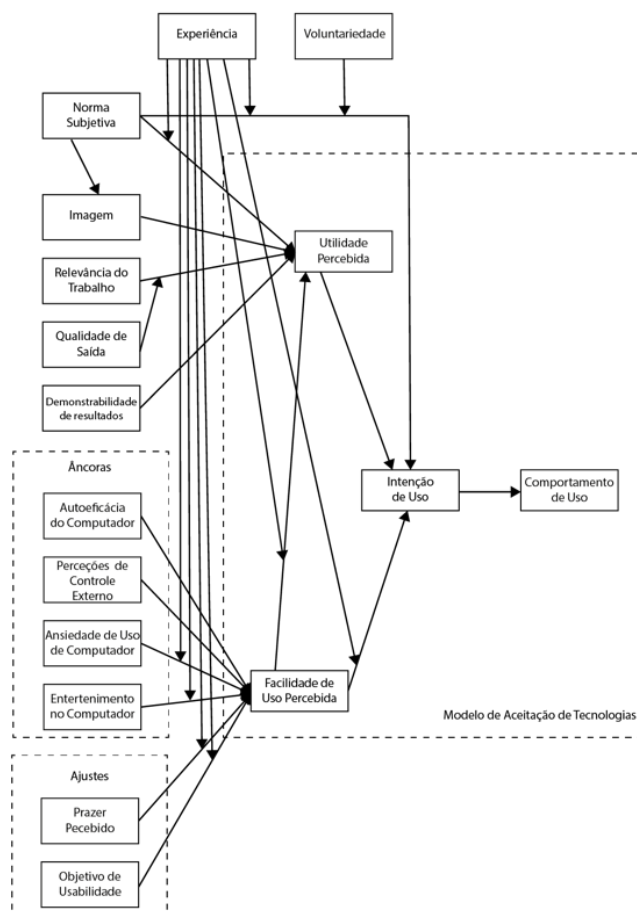 Experiência
Voluntariedade
Norma
Subjetiva
Imagem
Utilidade
Percebida
Relevância do
Trabalho
Qualidade de
Saída
Demonstrabilidade
de resultados
Âncoras
Autoeficácia
do Computador
Perceções de
Controle
Externo
Ansiedade de Uso
de Computador
Entertenimento
no Computador
Intenção
de Uso
Comportamento
de Uso
Facilidade de
Uso Percebida
Modelo de Aceitação de Tecnologias
Ajustes
Prazer
Pecebido
Objetivo de
Usabilidade